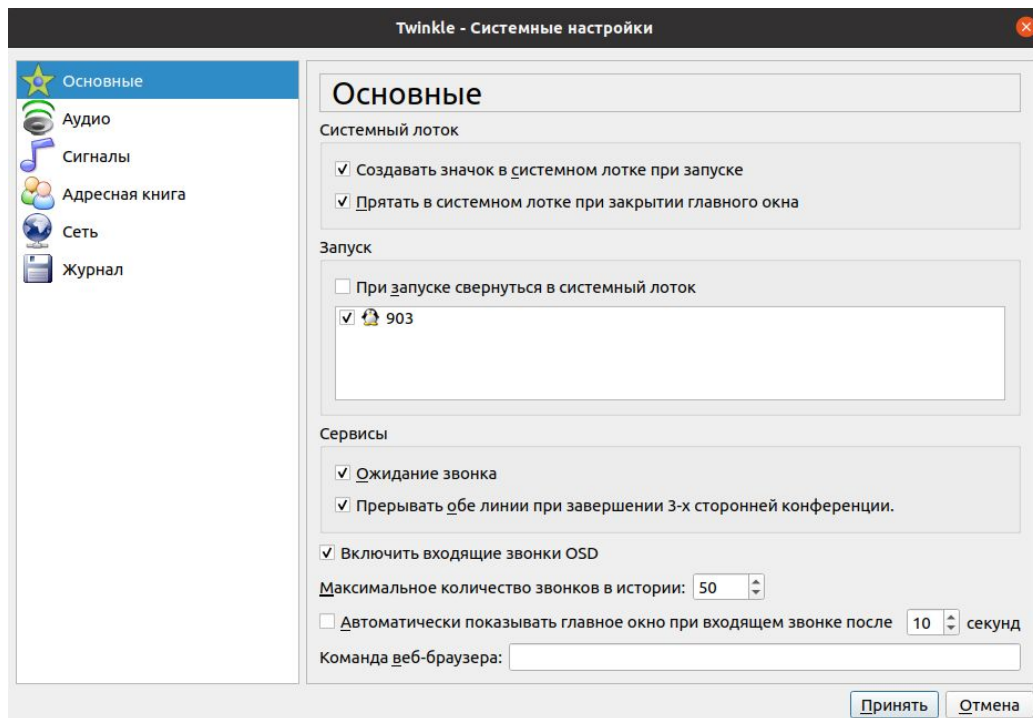 Twinkle - Системные настройки
Основные
Аудио
Сигналы
Адресная книга
Сеть
Журнал
Основные
Системный лоток
Создавать значок в системном лотке при запуске
Прятать в системном лотке при закрытии главного окна
Запуск
При запуске свернуться в системный лоток
903
Сервисы
Ожидание звонка
Прерывать обе линии при завершении 3-х сторонней конференции.
Включить входящие звонки OSD
Максимальное количество звонков в истории: 50
Автоматически показывать главное окно при входящем звонке после 10 секунд
Команда веб-браузера:
Принять Отмена